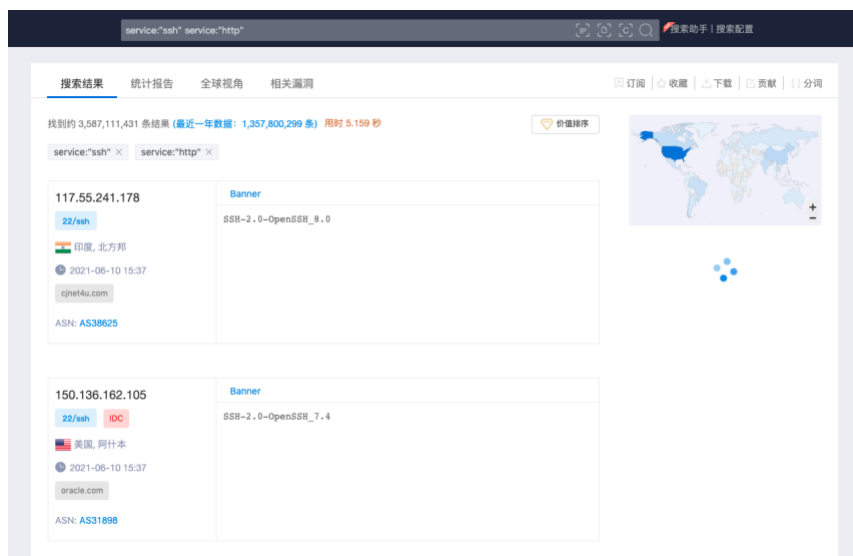 service:"ssh" service:"http"
搜索助手 | 搜索配置
搜索结果 统计报告 全球视角 相关漏洞
订阅 收藏 下载 贡献 分词
找到约 3,587,111,431 条结果 (最近一年数据：1,357,800,299 条) 用时 5.159 秒
价值排序
service:"ssh" × service:"http" ×
117.55.241.178
22/ssh
印度, 北方邦
2021-06-10 15:37
cjnet4u.com
ASN: AS38625
Banner
SSH-2.0-OpenSSH_8.0
+
−
150.136.162.105
22/ssh IDC
美国, 阿什本
2021-06-10 15:37
oracle.com
ASN: AS31898
Banner
SSH-2.0-OpenSSH_7.4